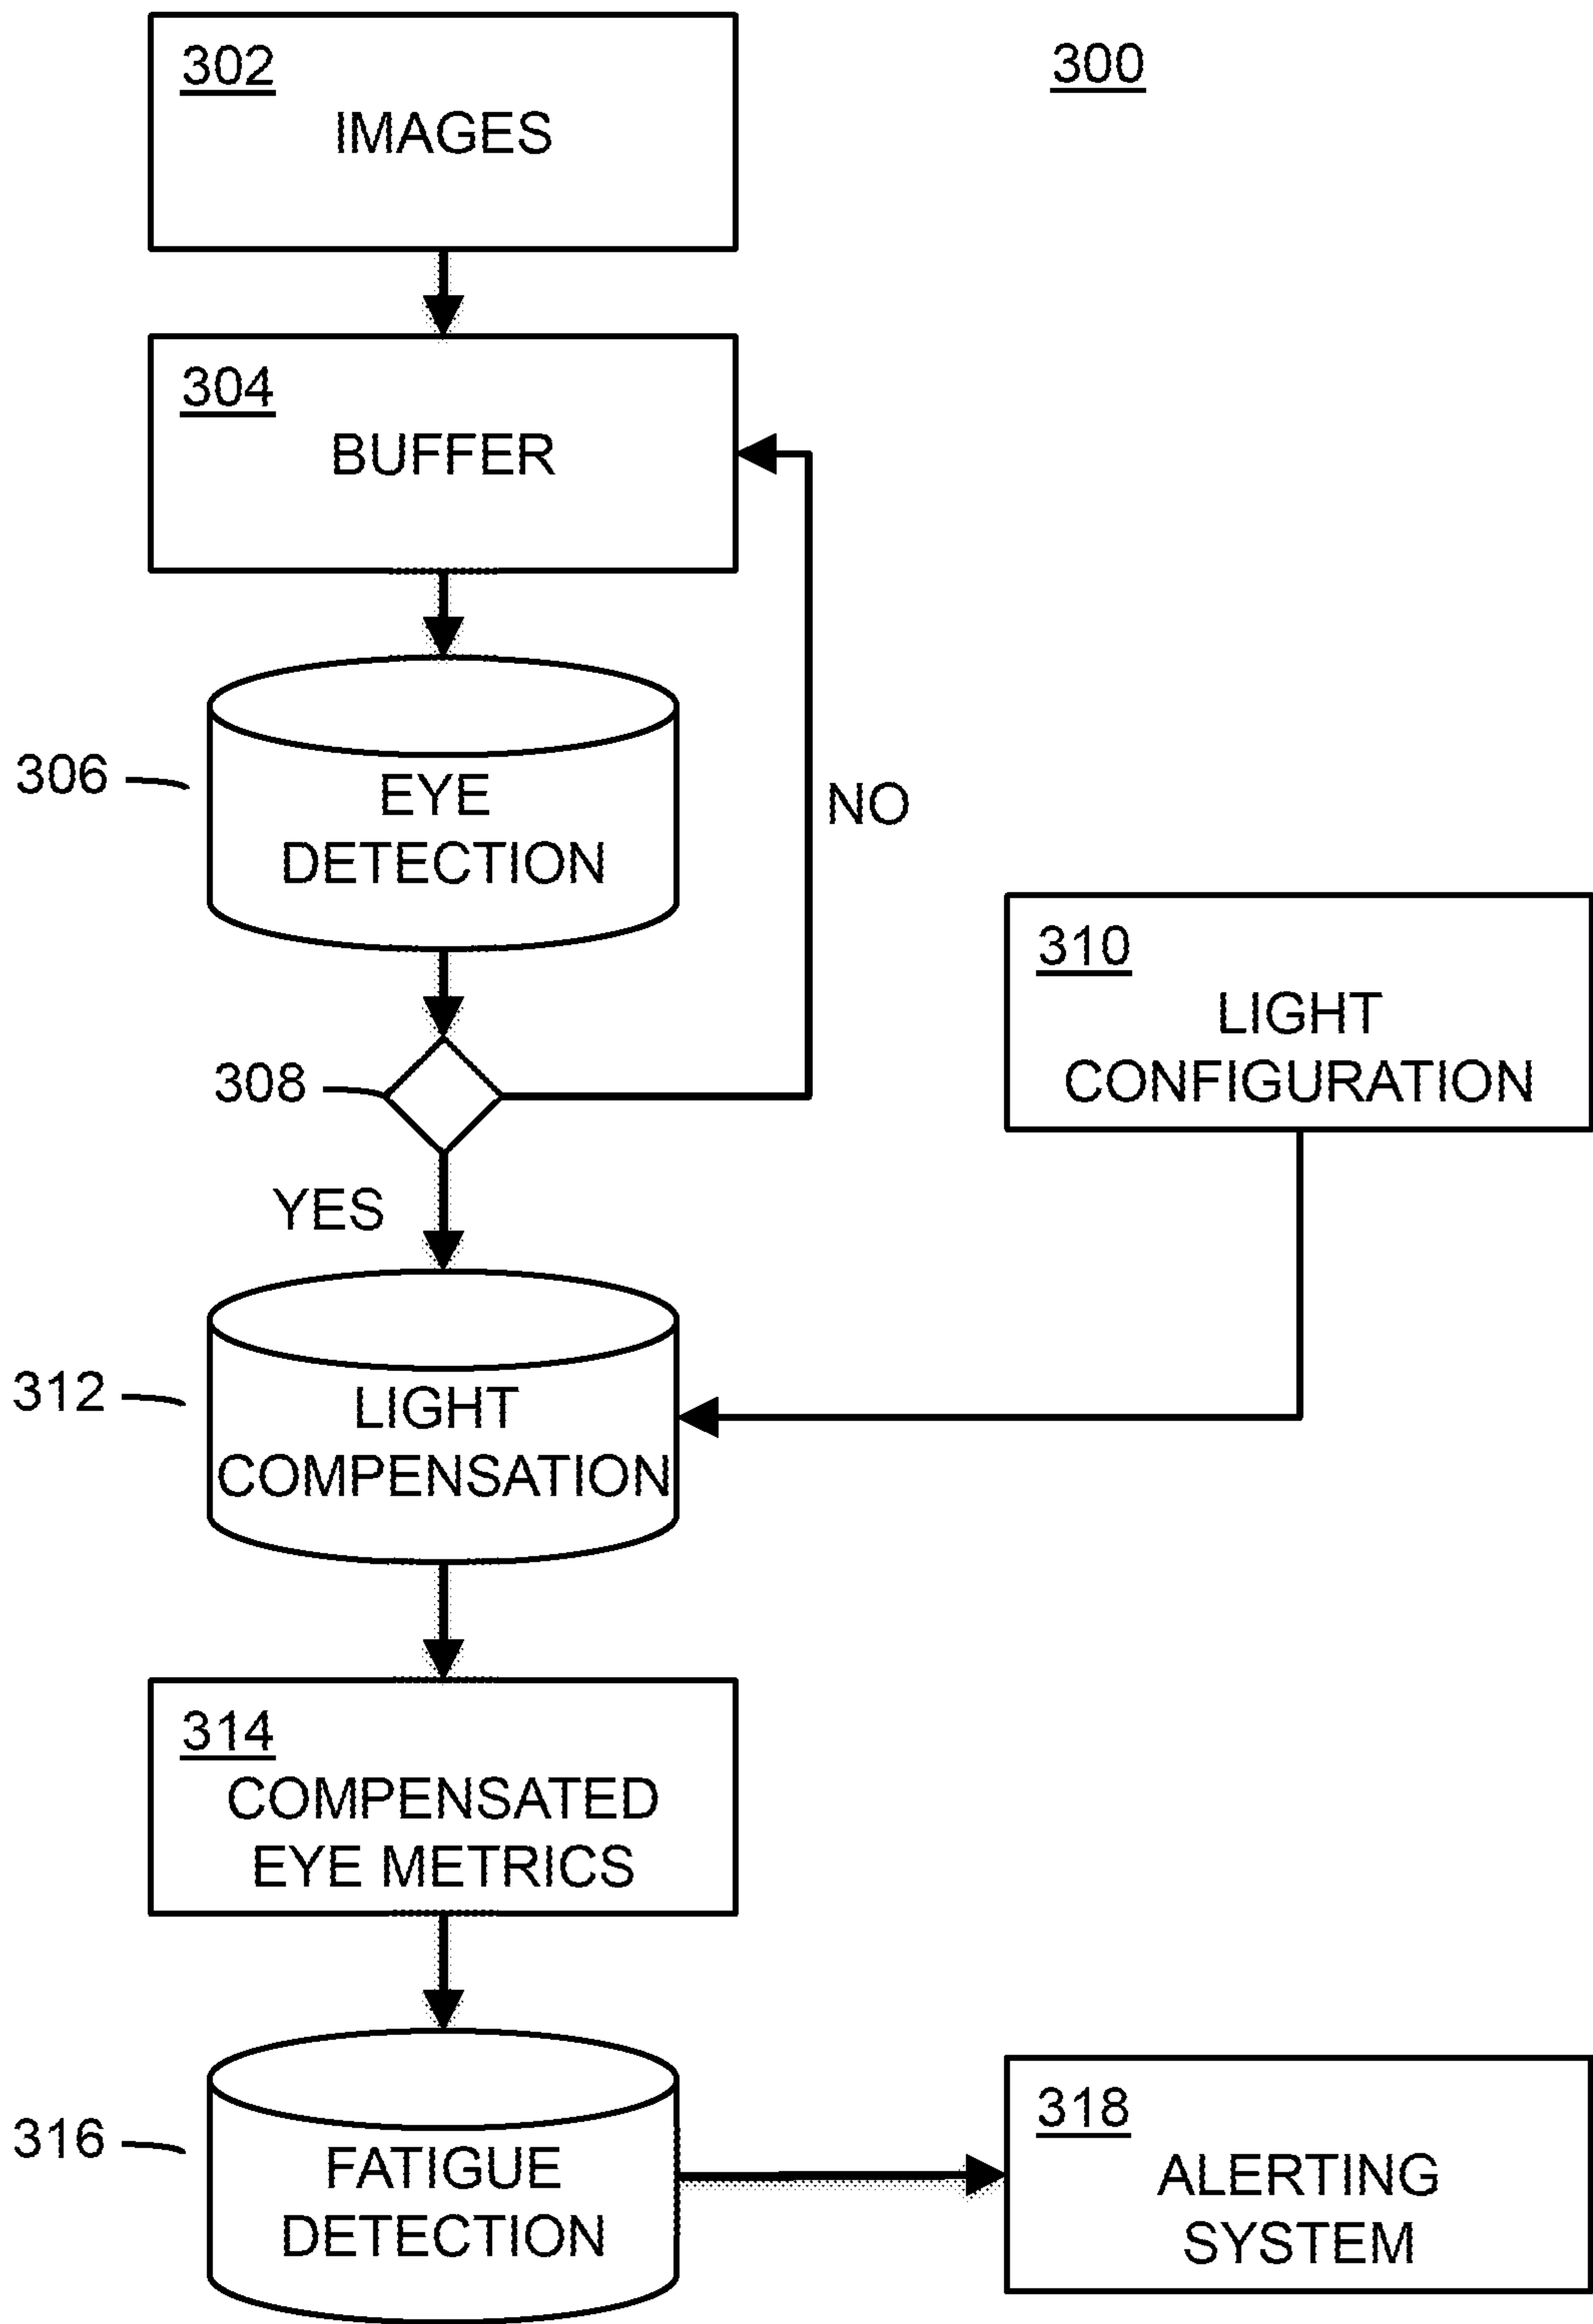 302
IMAGES
300
304
BUFFER
306
EYE
DETECTION
NO
308
YES
310
LIGHT
CONFIGURATION
312
LIGHT
COMPENSATION
314
COMPENSATED
EYE METRICS
316
FATIGUE
DETECTION
318
ALERTING
SYSTEM